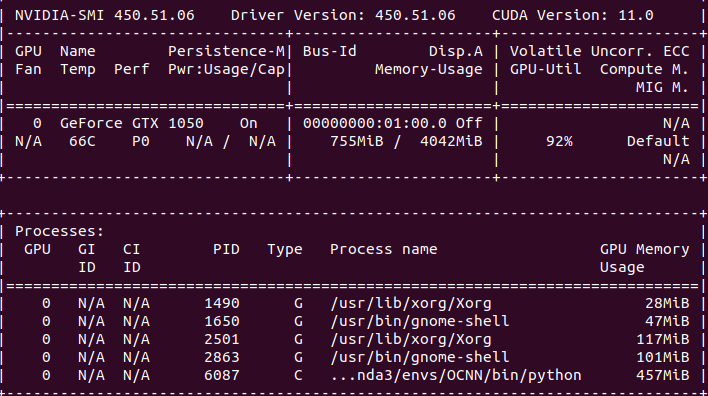 | NVIDIA-SMI 450.51.06    Driver Version: 450.51.06    CUDA Version: 11.0     |
|-------------------------------+----------------------+----------------------+
| GPU  Name        Persistence-M| Bus-Id        Disp.A | Volatile Uncorr. ECC |
| Fan  Temp  Perf  Pwr:Usage/Cap|         Memory-Usage | GPU-Util  Compute M. |
|                               |                      |               MIG M. |
|===============================+======================+======================|
|   0  GeForce GTX 1050    On   | 00000000:01:00.0 Off |                  N/A |
| N/A   66C    P0    N/A /  N/A |    755MiB /  4042MiB |     92%      Default |
|                               |                      |                  N/A |
+-------------------------------+----------------------+----------------------+
+-----------------------------------------------------------------------------+
| Processes:                                                                  |
|  GPU   GI   CI        PID   Type   Process name                  GPU Memory |
|        ID   ID                                                   Usage      |
|=============================================================================|
|    0   N/A  N/A      1490      G   /usr/lib/xorg/Xorg                 28MiB |
|    0   N/A  N/A      1650      G   /usr/bin/gnome-shell               47MiB |
|    0   N/A  N/A      2501      G   /usr/lib/xorg/Xorg                117MiB |
|    0   N/A  N/A      2863      G   /usr/bin/gnome-shell              101MiB |
|    0   N/A  N/A      6087      C   ...nda3/envs/OCNN/bin/python      457MiB |
+-----------------------------------------------------------------------------+